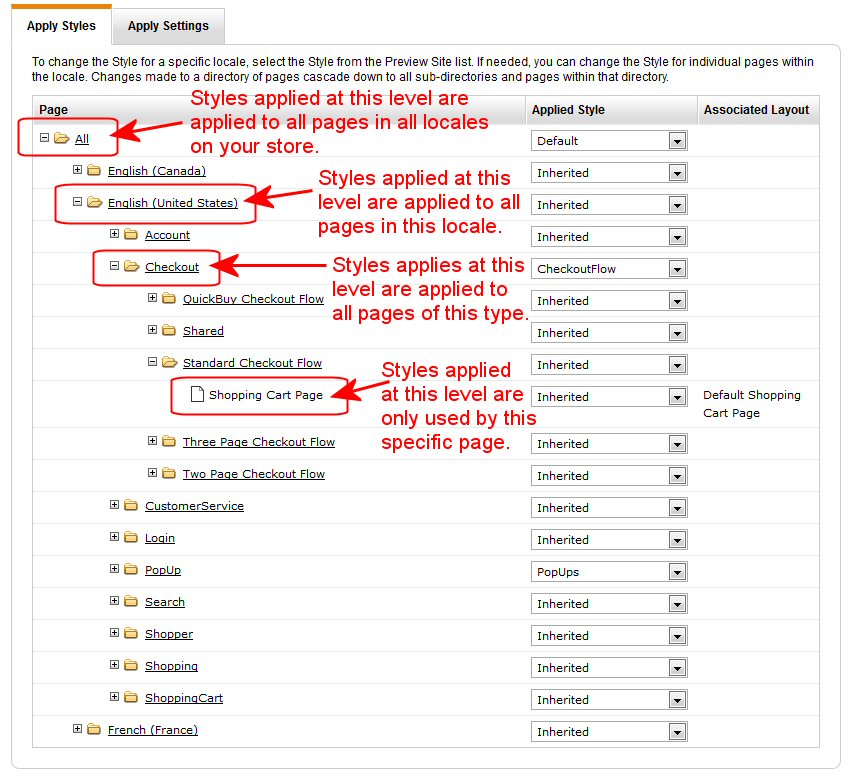 Apply Styles
Apply Settings
To change the Style for a specific locale, select the Style from the Preview Site list. If needed, you can change the Style for individual pages within
the locale. Changes made to a directory of pages cascade down to all sub-directories and pages within that directory.
Page
Applied Style
Associated Layout
Styles applied at this level are
applied to all pages in all locales
on your store.
All
Default
English (Canada)
Inherited
Styles applied at this
level are applied to all
pages in this locale.
English (United States)
Inherited
Account
Inherited
Styles applies at this
level are applied to
all pages of this type.
Checkout
CheckoutFlow
QuickBuy Checkout Flow
Inherited
Shared
Inherited
Standard Checkout Flow
Inherited
Styles applied
at this level are
only used by this
specific page.
Shopping Cart Page
Inherited
Default Shopping
Cart Page
Three Page Checkout Flow
Inherited
Two Page Checkout Flow
Inherited
CustomerService
Inherited
Login
Inherited
PopUp
PopUps
Search
Inherited
Shopper
Inherited
Shopping
Inherited
ShoppingCart
Inherited
French (France)
Inherited